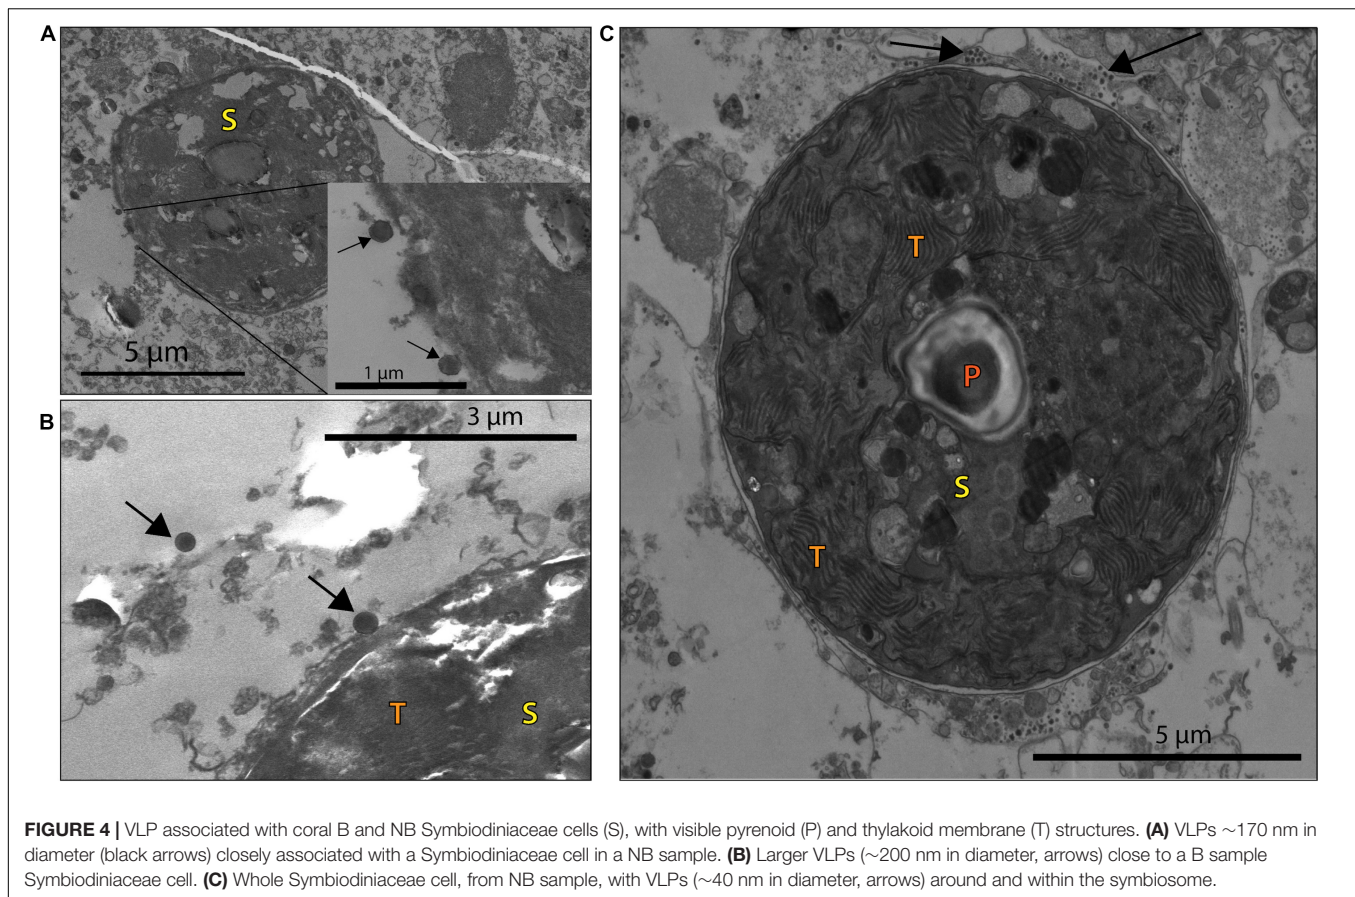 A
S
5 μm
1 μm
B
3 μm
T
S
C
T
P
S
T
5 μm
FIGURE 4 | VLP associated with coral B and NB Symbiodiniaceae cells (S), with visible pyrenoid (P) and thylakoid membrane (T) structures. (A) VLPs ∼170 nm in
diameter (black arrows) closely associated with a Symbiodiniaceae cell in a NB sample. (B) Larger VLPs (∼200 nm in diameter, arrows) close to a B sample
Symbiodiniaceae cell. (C) Whole Symbiodiniaceae cell, from NB sample, with VLPs (∼40 nm in diameter, arrows) around and within the symbiosome.